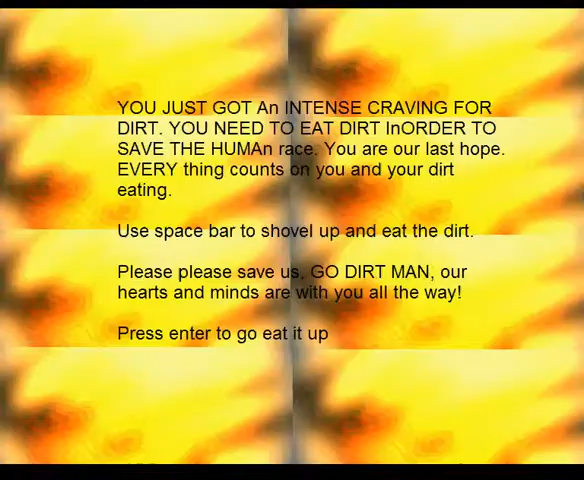 YOU JUST GOT An INTENSE CRAVING FOR
DIRT. YOU NEED TO EAT DIRT InORDER TO
SAVE THE HUMAn race. You are our last hope.
EVERY thing counts on you and your dirt
eating.
Use space bar to shovel up and eat the dirt.
Please please save us, GO DIRT MAN, our
hearts and minds are with you all the way!
Press enter to go eat it up